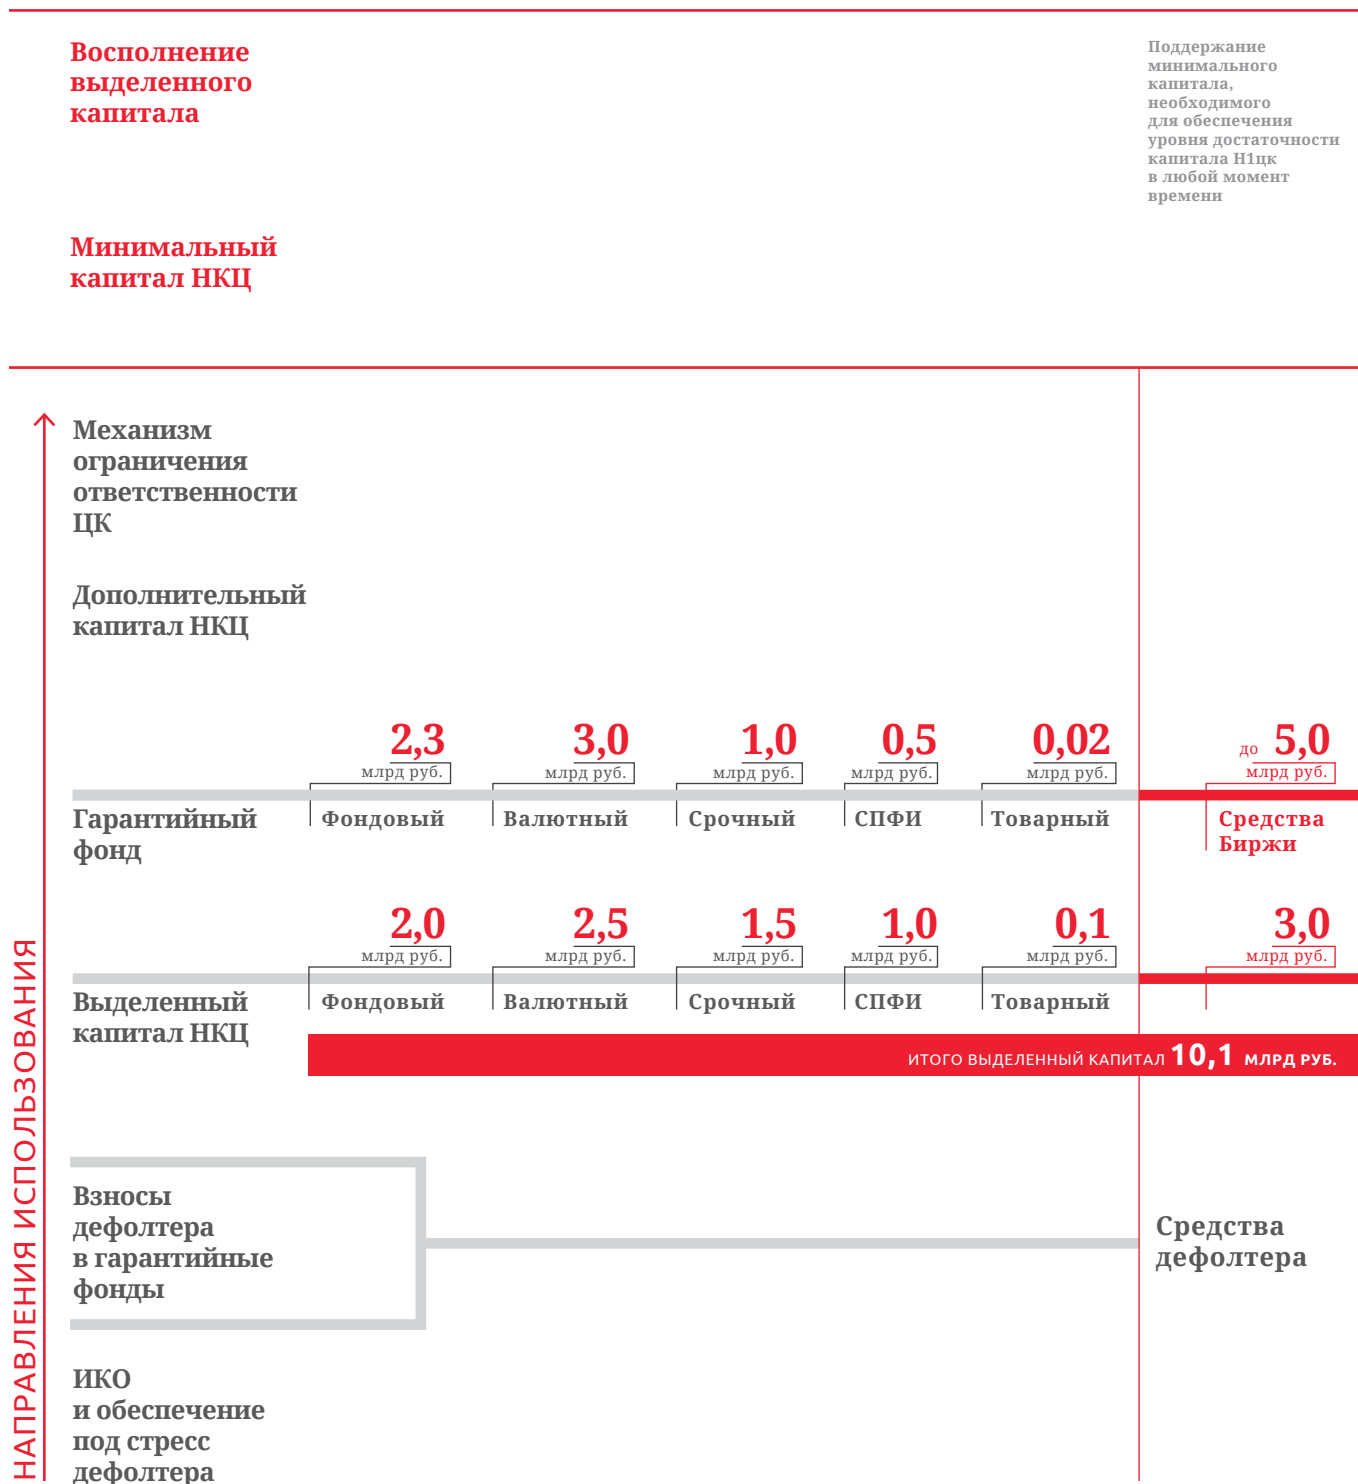 Восполнение
выделенного
капитала
Поддержание
минимального
капитала,
необходимого
для обеспечения
уровня достаточности
капитала Н1цк
в любой момент
времени
Минимальный
капитал НКЦ
Механизм
ограничения
ответственности
ЦК
Дополнительный
капитал НКЦ
2,3 3,0 1,0 0,5 0,02 до 5,0
млрд руб. млрд руб. млрд руб. млрд руб. млрд руб. млрд руб.
Гарантийный
фонд
Фондовый Валютный Срочный СПФИ Товарный
Средства
Биржи
2,0 2,5 1,5 1,0 0,1 3,0
млрд руб. млрд руб. млрд руб. млрд руб. млрд руб. млрд руб.
Выделенный
капитал НКЦ
Фондовый Валютный Срочный СПФИ Товарный
ИТОГО ВЫДЕЛЕННЫЙ КАПИТАЛ 10,1 МЛРД РУБ.
Взносы
дефолтера
в гарантийные
фонды
Средства
дефолтера
ИКО
и обеспечение
под стресс
дефолтера
НАПРАВЛЕНИЯ ИСПОЛЬЗОВАНИЯ